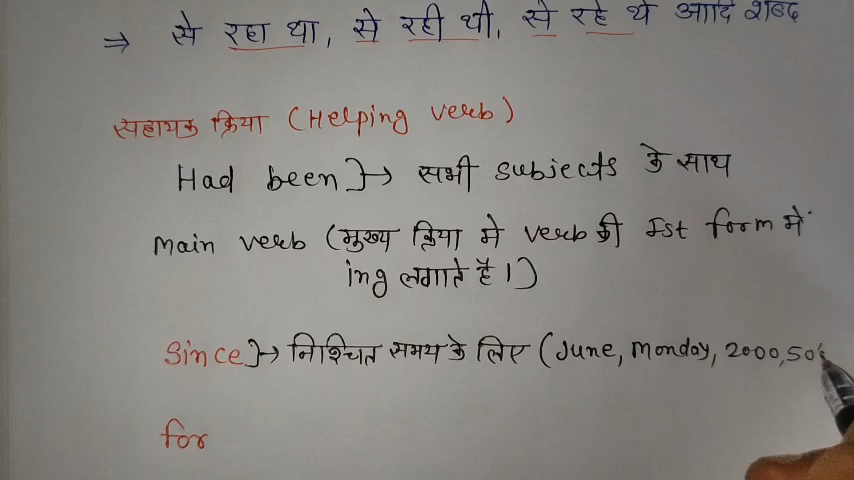 ⇒ से रहा था, से रही थी, से रहे थे आदि शब्द
सहायक क्रिया (Helping verb)
Had been }→ सभी subjects के साथ
Main verb (मुख्य क्रिया मे verb की Ist form में
ing लगाते है।)
Since }→ निश्चित समय के लिए (June, Monday, 2000,
for